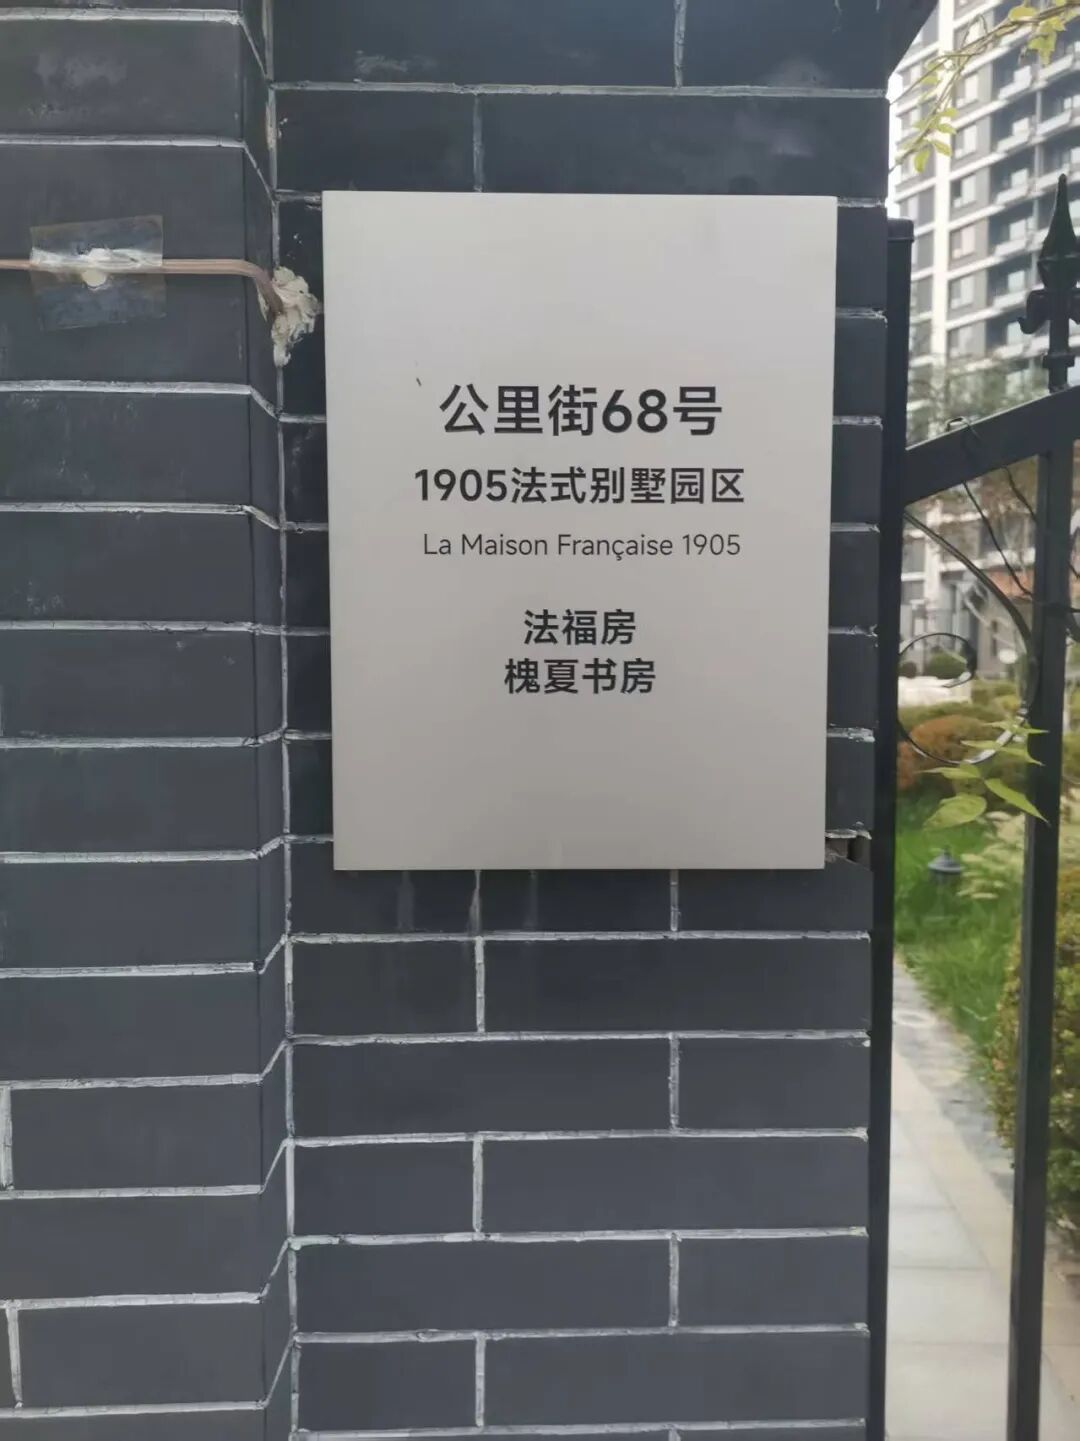 公里街68号
1905法式别墅园区
La Maison Française 1905
法福房
槐夏书房